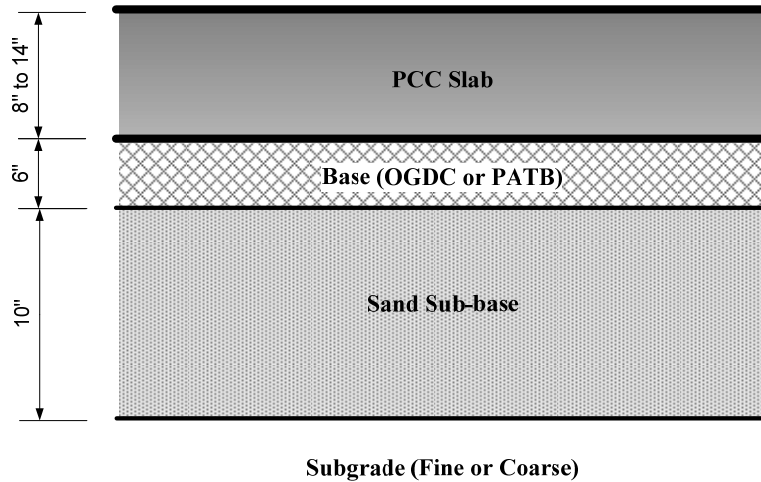 8" to 14"
PCC Slab
6"
Base (OGDC or PATB)
10"
Sand Sub-base
Subgrade (Fine or Coarse)